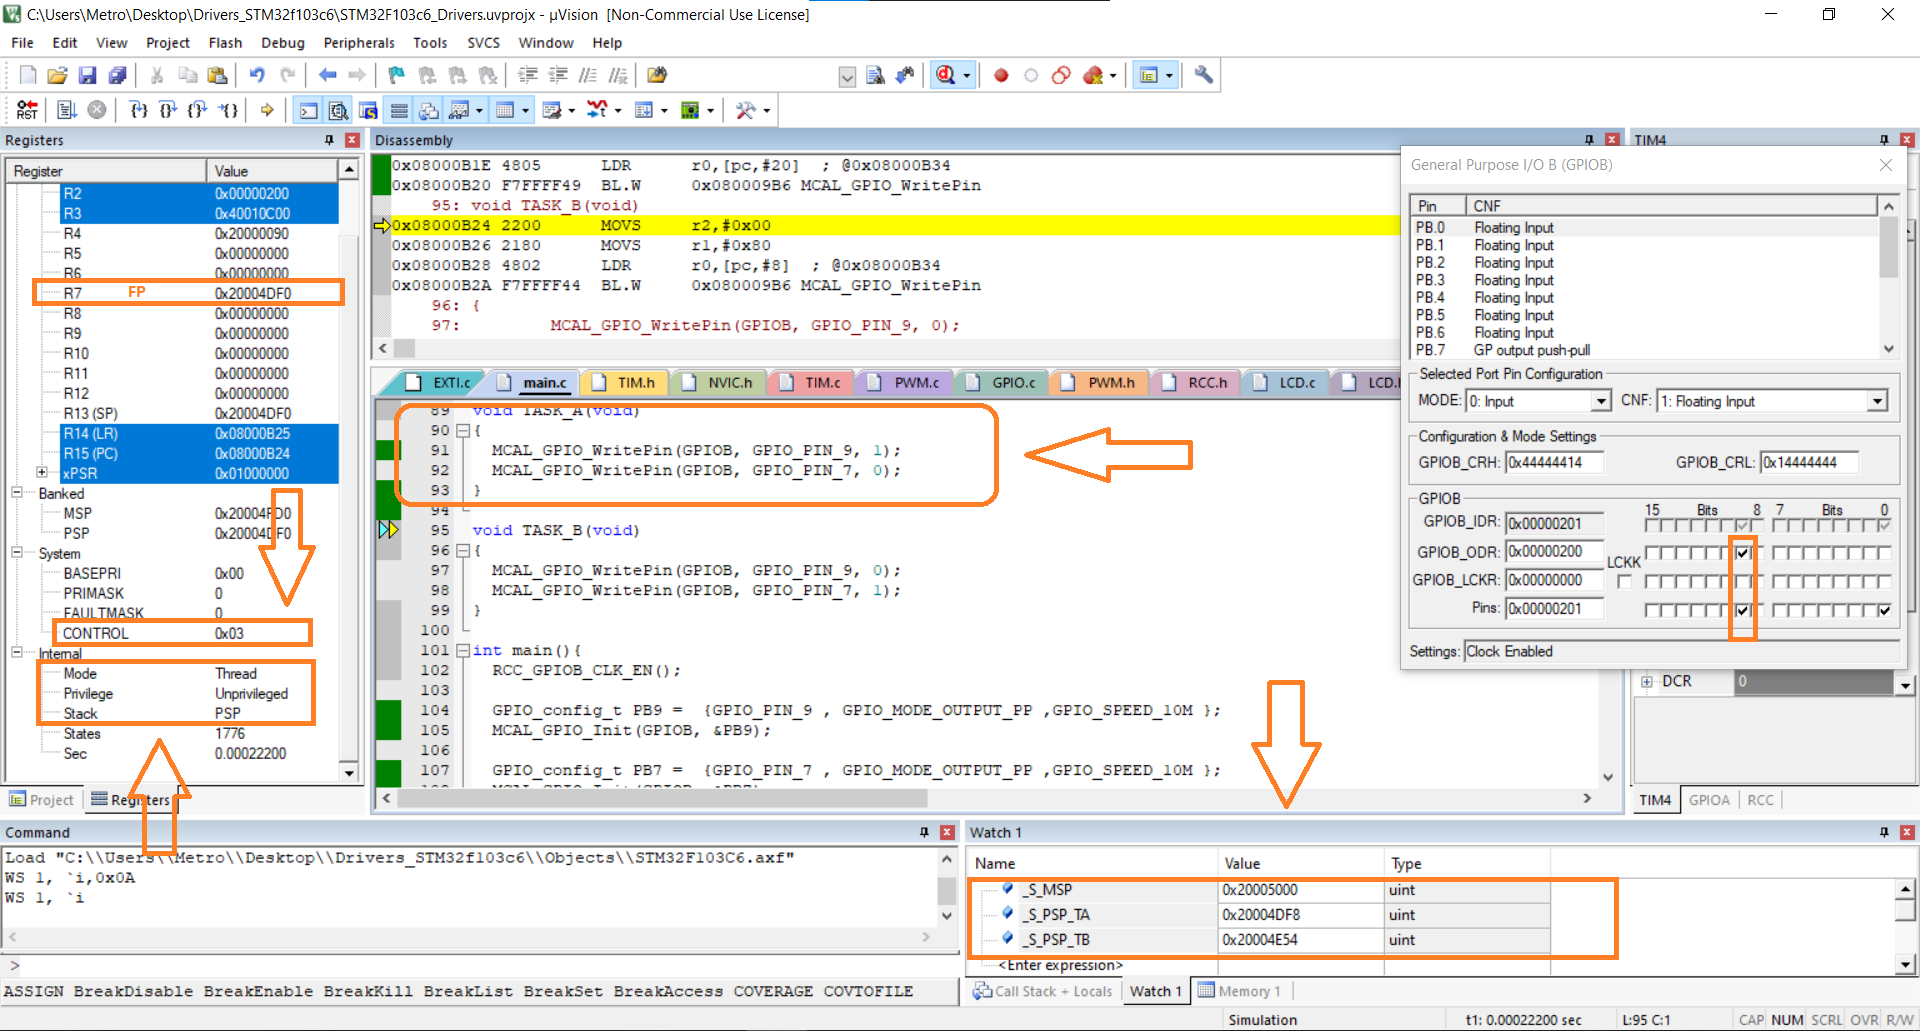 C:\Users\Metro\Desktop\Drivers_STM32f103c6\STM32F103c6_Drivers.uvprojx - µVision  [Non-Commercial Use License]
File Edit View Project Flash Debug Peripherals Tools SVCS Window Help
Registers
Register Value
R2 0x00000200
R3 0x40010C00
R4 0x20000090
R5 0x00000000
R6 0x00000000
R7 FP 0x20004DF0
R8 0x00000000
R9 0x00000000
R10 0x00000000
R11 0x00000000
R12 0x00000000
R13 (SP) 0x20004DF0
R14 (LR) 0x08000B25
R15 (PC) 0x08000B24
xPSR 0x01000000
Banked
MSP
PSP
System
BASEPRI 0x00
PRIMASK 0
FAULTMASK 0
CONTROL 0x03
Internal
Mode Thread
Privilege Unprivileged
Stack PSP
States 1776
Sec 0.00022200
Project Registers
Disassembly
0x08000B1E 4805 LDR r0,[pc,#20] ; @0x08000B34
0x08000B20 F7FFFF49 BL.W 0x080009B6 MCAL_GPIO_WritePin
95: void TASK_B(void)
0x08000B24 2200 MOVS r2,#0x00
0x08000B26 2180 MOVS r1,#0x80
0x08000B28 4802 LDR r0,[pc,#8] ; @0x08000B34
0x08000B2A F7FFFF44 BL.W 0x080009B6 MCAL_GPIO_WritePin
96: {
97: MCAL_GPIO_WritePin(GPIOB, GPIO_PIN_9, 0);
EXTI.c main.c TIM.h NVIC.h TIM.c PWM.c GPIO.c PWM.h RCC.h LCD.c LCD.
89 void TASK_A(void)
90 {
91 MCAL_GPIO_WritePin(GPIOB, GPIO_PIN_9, 1);
92 MCAL_GPIO_WritePin(GPIOB, GPIO_PIN_7, 0);
93 }
94
95 void TASK_B(void)
96 {
97 MCAL_GPIO_WritePin(GPIOB, GPIO_PIN_9, 0);
98 MCAL_GPIO_WritePin(GPIOB, GPIO_PIN_7, 1);
99 }
100
101 int main(){
102 RCC_GPIOB_CLK_EN();
103
104 GPIO_config_t PB9 =  {GPIO_PIN_9 , GPIO_MODE_OUTPUT_PP ,GPIO_SPEED_10M };
105 MCAL_GPIO_Init(GPIOB, &PB9);
106
107 GPIO_config_t PB7 =  {GPIO_PIN_7 , GPIO_MODE_OUTPUT_PP ,GPIO_SPEED_10M };
TIM4
General Purpose I/O B (GPIOB)
Pin CNF
PB.0 Floating Input
PB.1 Floating Input
PB.2 Floating Input
PB.3 Floating Input
PB.4 Floating Input
PB.5 Floating Input
PB.6 Floating Input
PB.7 GP output push-pull
Selected Port Pin Configuration
MODE: 0: Input CNF: 1: Floating Input
Configuration & Mode Settings
GPIOB_CRH: 0x44444414 GPIOB_CRL: 0x14444444
GPIOB
15 Bits 8 7 Bits 0
GPIOB_IDR: 0x00000201
GPIOB_ODR: 0x00000200
LCKK
GPIOB_LCKR: 0x00000000
Pins: 0x00000201
Settings: Clock Enabled
DCR 0
TIM4 GPIOA RCC
Command
Load "C:\\Users\\Metro\\Desktop\\Drivers_STM32f103c6\\Objects\\STM32F103C6.axf"
WS 1, `i,0x0A
WS 1, `i
>
ASSIGN BreakDisable BreakEnable BreakKill BreakList BreakSet BreakAccess COVERAGE COVTOFILE
Watch 1
Name Value Type
_S_MSP 0x20005000 uint
_S_PSP_TA 0x20004DF8 uint
_S_PSP_TB 0x20004E54 uint
<Enter expression>
Call Stack + Locals Watch 1 Memory 1
Simulation t1: 0.00022200 sec L:95 C:1 CAP NUM SCRL OVR R/W